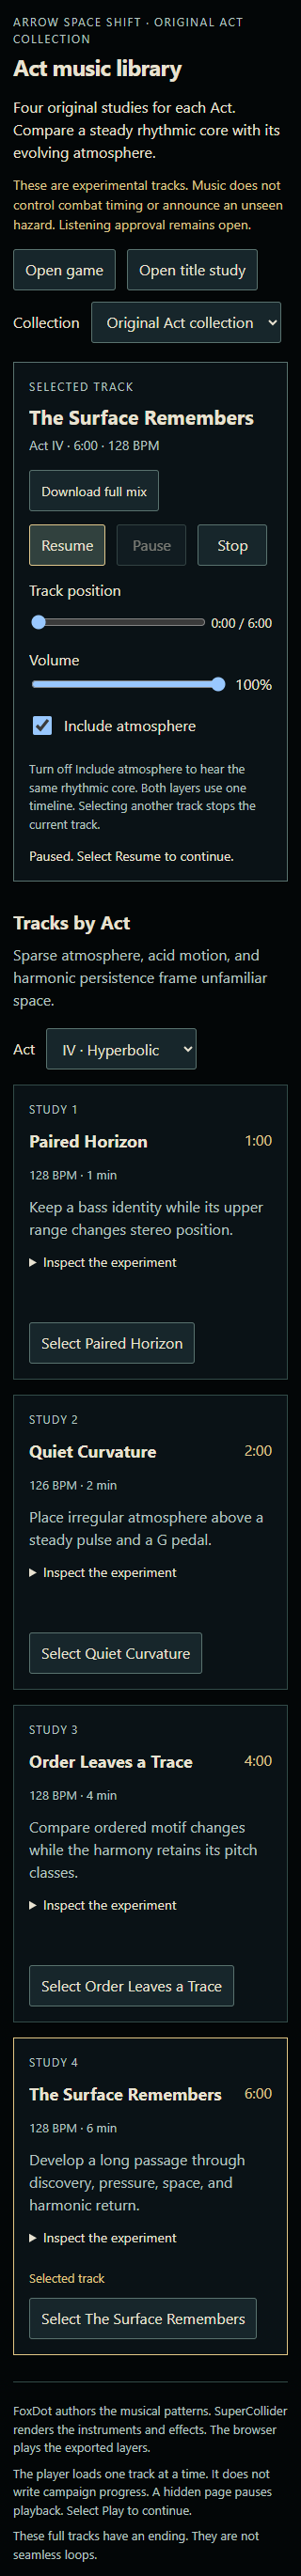 ARROW SPACE SHIFT · ORIGINAL ACT
COLLECTION
Act music library
Four original studies for each Act.
Compare a steady rhythmic core with its
evolving atmosphere.
These are experimental tracks. Music does not
control combat timing or announce an unseen
hazard. Listening approval remains open.
Open game
Open title study
Collection
Original Act collection
SELECTED TRACK
The Surface Remembers
Act IV · 6:00 · 128 BPM
Download full mix
Resume
Pause
Stop
Track position
0:00 / 6:00
Volume
100%
Include atmosphere
Turn off Include atmosphere to hear the
same rhythmic core. Both layers use one
timeline. Selecting another track stops the
current track.
Paused. Select Resume to continue.
Tracks by Act
Sparse atmosphere, acid motion, and
harmonic persistence frame unfamiliar
space.
Act
IV · Hyperbolic
STUDY 1
Paired Horizon
1:00
128 BPM · 1 min
Keep a bass identity while its upper
range changes stereo position.
Inspect the experiment
Select Paired Horizon
STUDY 2
Quiet Curvature
2:00
126 BPM · 2 min
Place irregular atmosphere above a
steady pulse and a G pedal.
Inspect the experiment
Select Quiet Curvature
STUDY 3
Order Leaves a Trace
4:00
128 BPM · 4 min
Compare ordered motif changes
while the harmony retains its pitch
classes.
Inspect the experiment
Select Order Leaves a Trace
STUDY 4
The Surface Remembers
6:00
128 BPM · 6 min
Develop a long passage through
discovery, pressure, space, and
harmonic return.
Inspect the experiment
Selected track
Select The Surface Remembers
FoxDot authors the musical patterns. SuperCollider
renders the instruments and effects. The browser
plays the exported layers.
The player loads one track at a time. It does not
write campaign progress. A hidden page pauses
playback. Select Play to continue.
These full tracks have an ending. They are not
seamless loops.